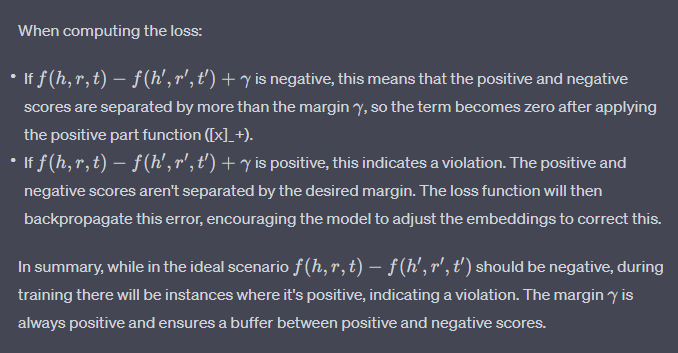 When computing the loss:
• If f(h, r, t) − f(h′, r′, t′) + γ is negative, this means that the positive and negative
scores are separated by more than the margin γ, so the term becomes zero after applying
the positive part function ([x]_+).
• If f(h, r, t) − f(h′, r′, t′) + γ is positive, this indicates a violation. The positive and
negative scores aren't separated by the desired margin. The loss function will then
backpropagate this error, encouraging the model to adjust the embeddings to correct this.
In summary, while in the ideal scenario f(h, r, t) − f(h′, r′, t′) should be negative, during
training there will be instances where it's positive, indicating a violation. The margin γ is
always positive and ensures a buffer between positive and negative scores.